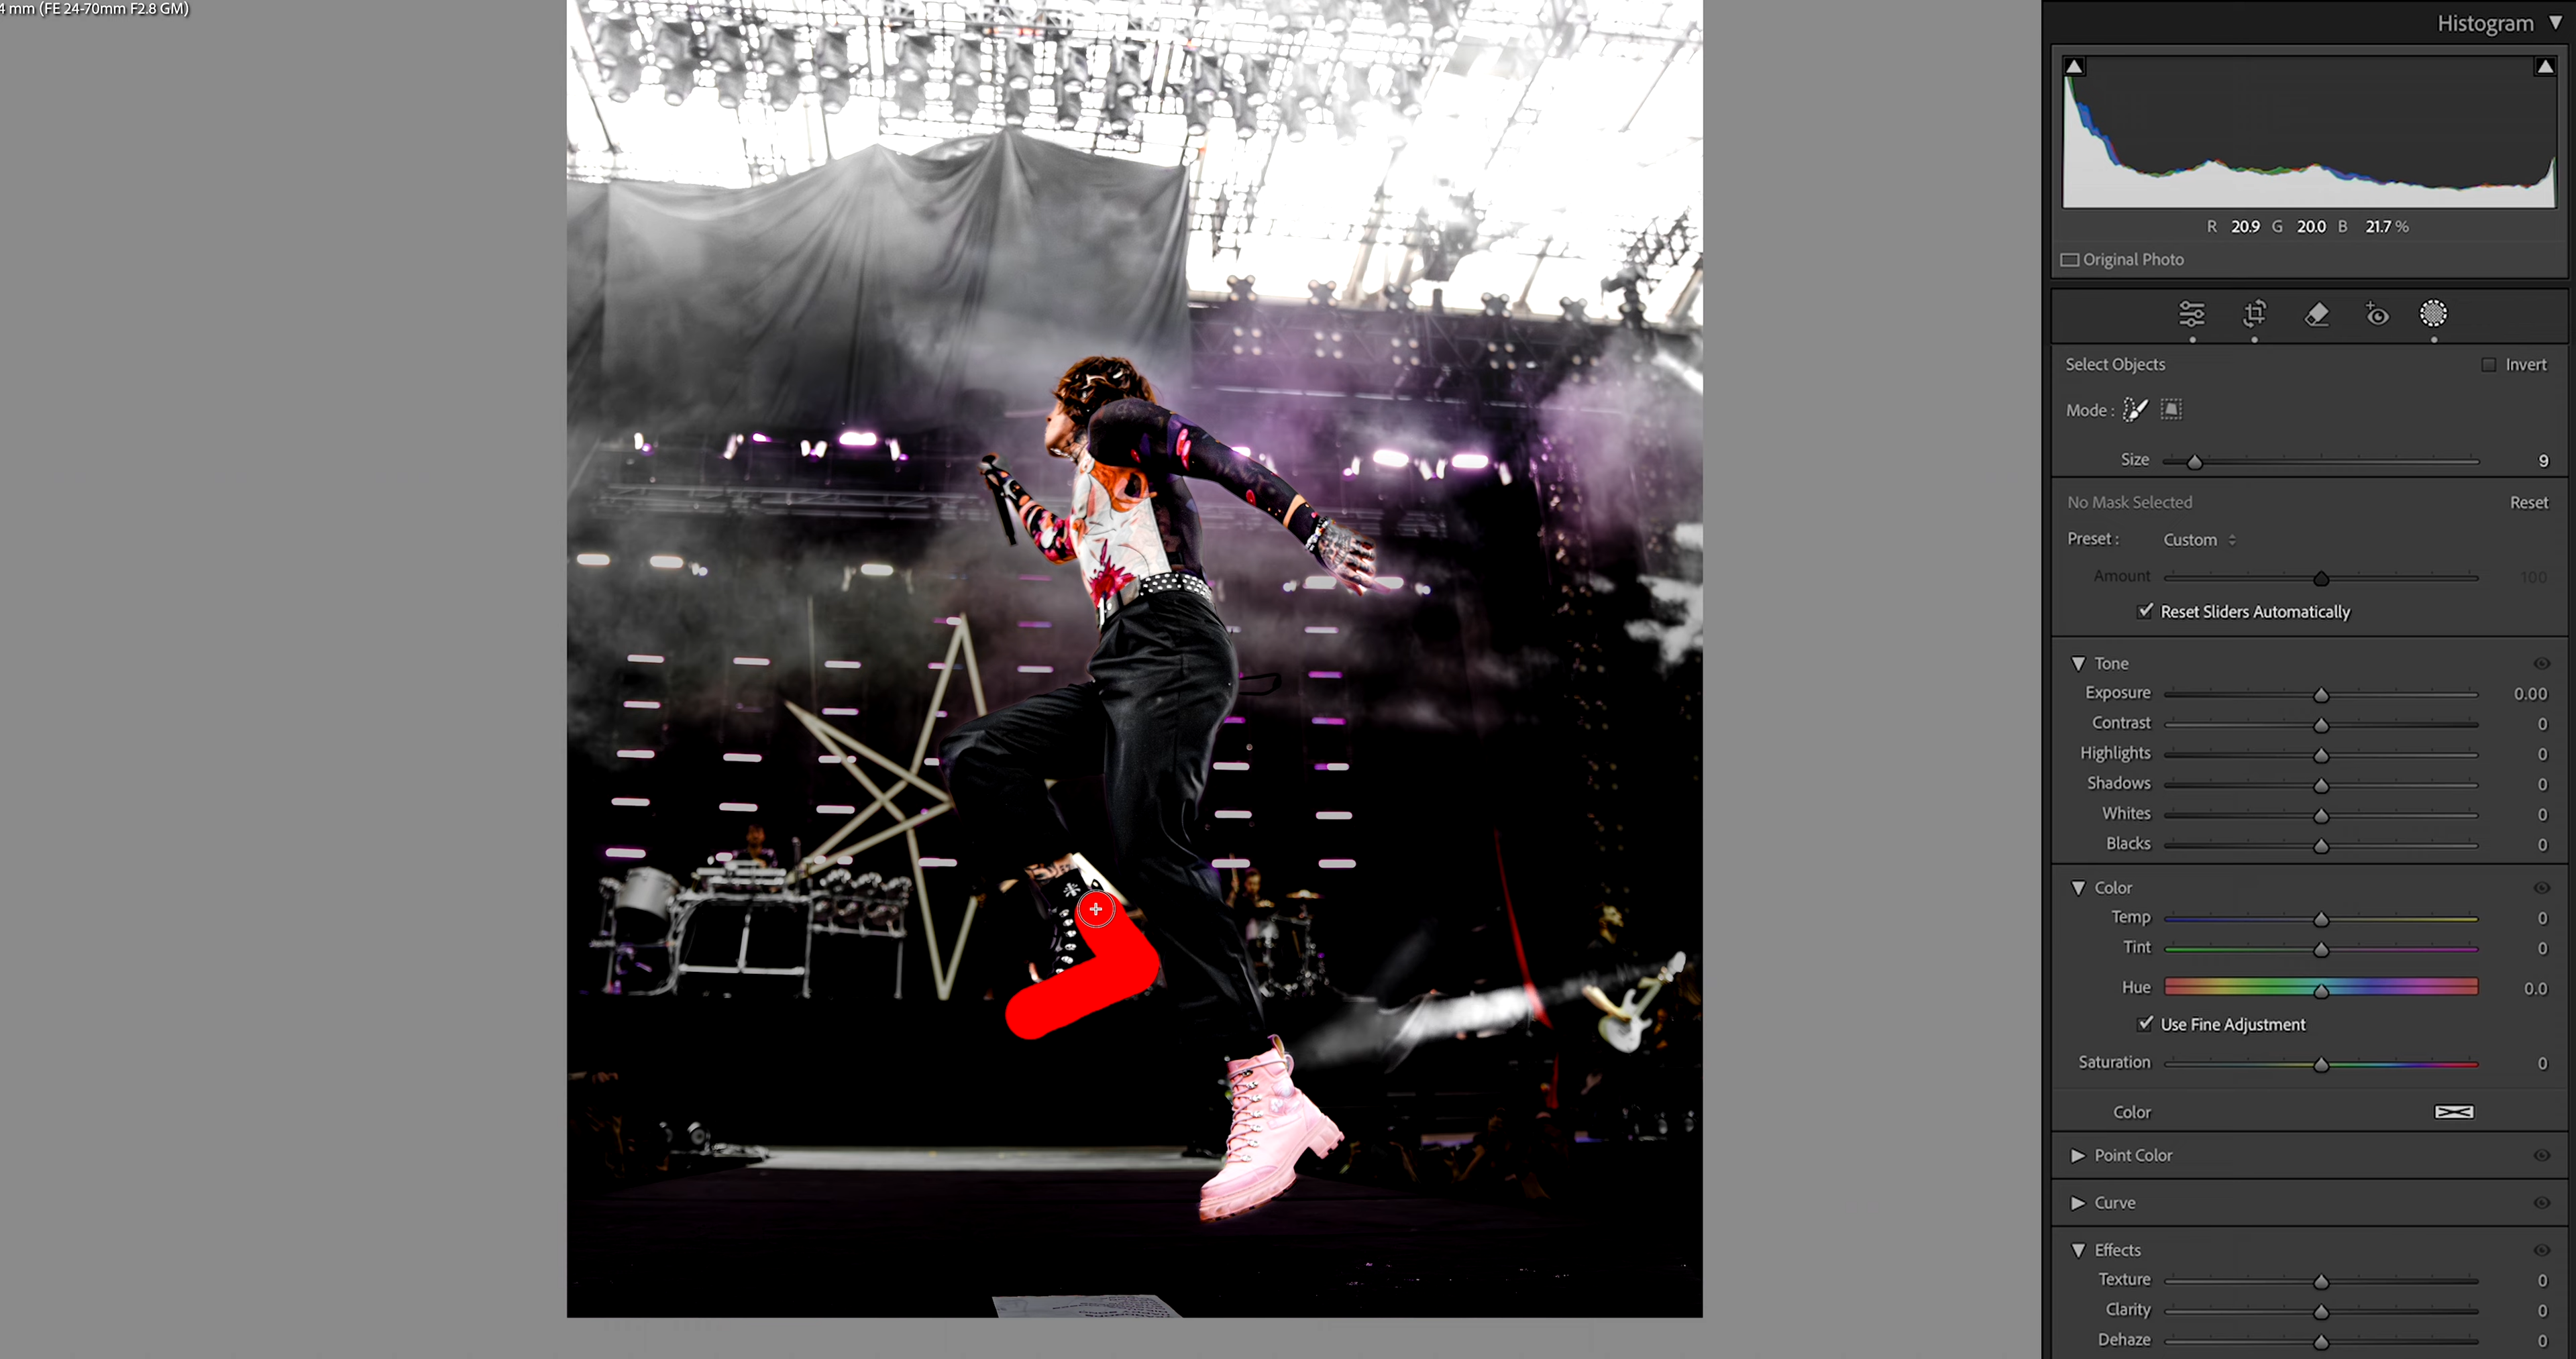 4 mm (FE 24-70mm F2.8 GM)
Histogram
R 20.9 G 20.0 B 21.7 %
Original Photo
Select Objects Invert
Mode :
Size 9
No Mask Selected Reset
Preset : Custom
Amount 100
Reset Sliders Automatically
Tone
Exposure 0.00
Contrast 0
Highlights 0
Shadows 0
Whites 0
Blacks 0
Color
Temp 0
Tint 0
Hue 0.0
Use Fine Adjustment
Saturation 0
Color
Point Color
Curve
Effects
Texture 0
Clarity 0
Dehaze 0